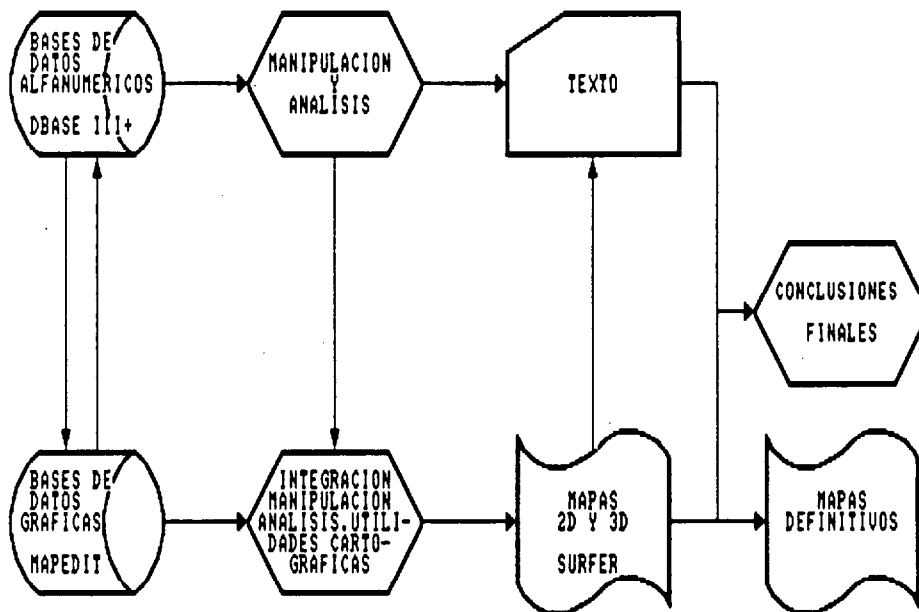 BASES DE
DATOS
ALFANUMERICOS
DBASE III+
MANIPULACION
Y
ANALISIS
TEXTO
CONCLUSIONES
FINALES
BASES DE
DATOS
GRAFICAS
MAPEDIT
INTEGRACION
MANIPULACION
ANALISIS.UTILI-
DADES CARTO-
GRAFICAS
MAPAS
2D Y 3D
SURFER
MAPAS
DEFINITIVOS